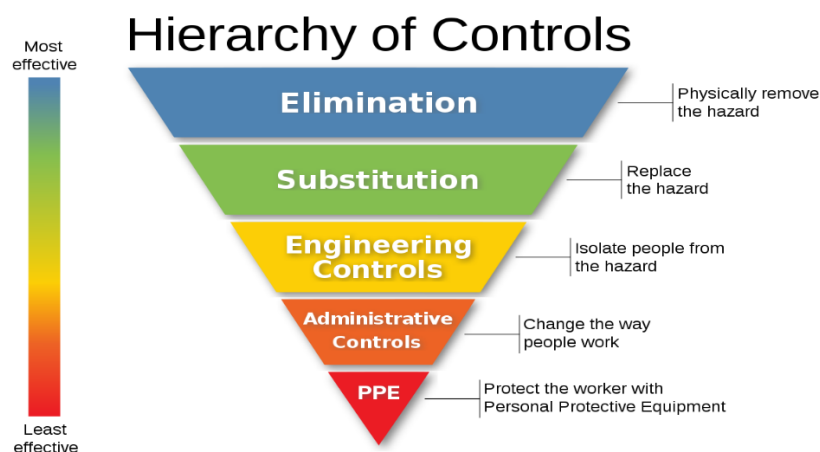 Hierarchy of Controls
Most
effective
Elimination
Physically remove
the hazard
Substitution
Replace
the hazard
Engineering
Controls
Isolate people from
the hazard
Administrative
Controls
Change the way
people work
PPE
Protect the worker with
Personal Protective Equipment
Least
effective